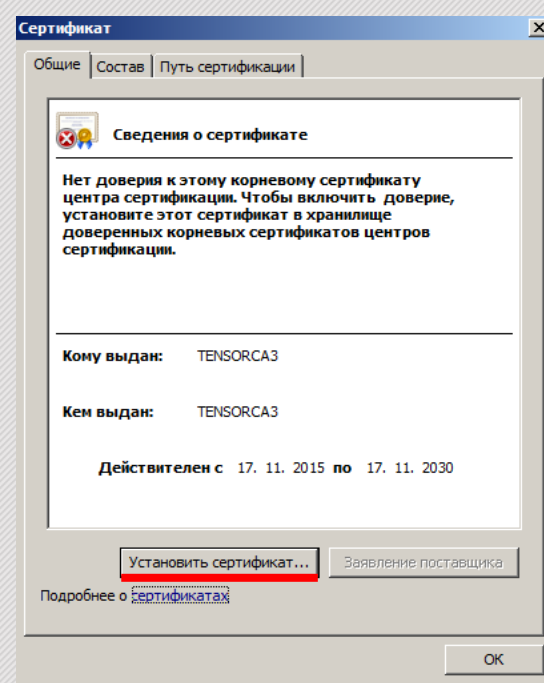 Сертификат
Общие Состав Путь сертификации
Сведения о сертификате
Нет доверия к этому корневому сертификату
центра сертификации. Чтобы включить доверие,
установите этот сертификат в хранилище
доверенных корневых сертификатов центров
сертификации.
Кому выдан: TENSORCA3
Кем выдан: TENSORCA3
Действителен с 17. 11. 2015 по 17. 11. 2030
Установить сертификат... Заявление поставщика
Подробнее о сертификатах
OK